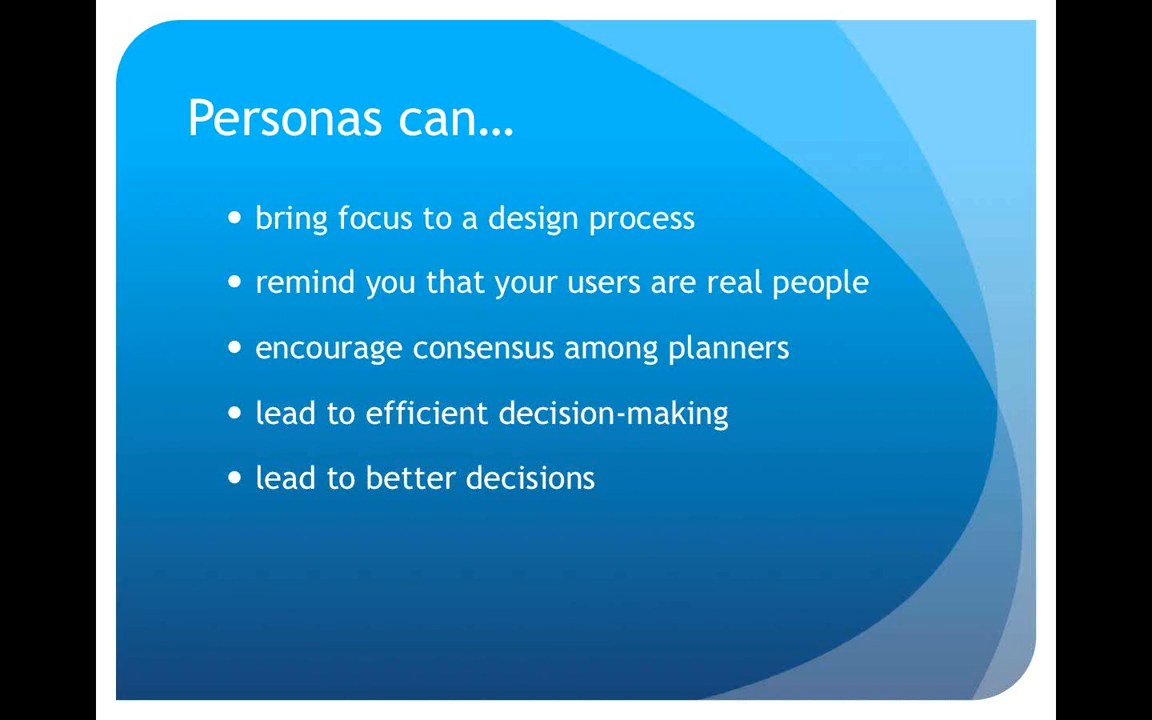 Personas can…
• bring focus to a design process
• remind you that your users are real people
• encourage consensus among planners
• lead to efficient decision-making
• lead to better decisions